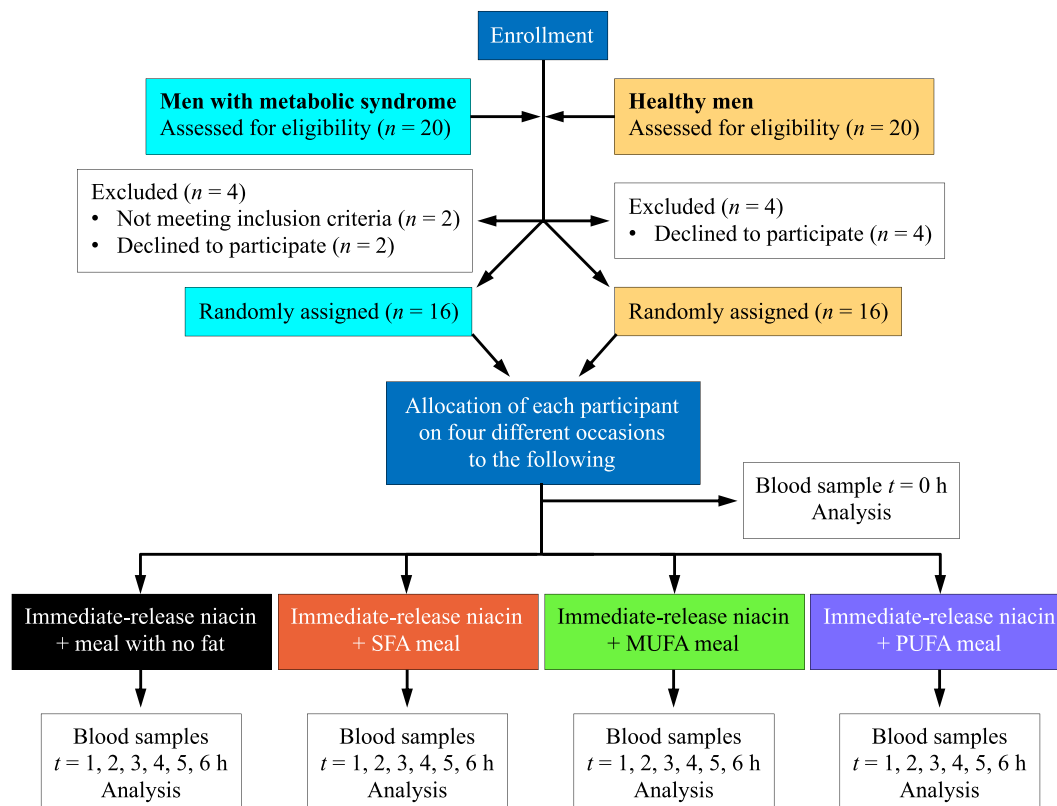 Enrollment
Men with metabolic syndrome
Assessed for eligibility (n = 20)
Healthy men
Assessed for eligibility (n = 20)
Excluded (n = 4)
• Not meeting inclusion criteria (n = 2)
• Declined to participate (n = 2)
Excluded (n = 4)
• Declined to participate (n = 4)
Randomly assigned (n = 16)
Randomly assigned (n = 16)
Allocation of each participant
on four different occasions
to the following
Blood sample t = 0 h
Analysis
Immediate-release niacin
+ meal with no fat
Immediate-release niacin
+ SFA meal
Immediate-release niacin
+ MUFA meal
Immediate-release niacin
+ PUFA meal
Blood samples
t = 1, 2, 3, 4, 5, 6 h
Analysis
Blood samples
t = 1, 2, 3, 4, 5, 6 h
Analysis
Blood samples
t = 1, 2, 3, 4, 5, 6 h
Analysis
Blood samples
t = 1, 2, 3, 4, 5, 6 h
Analysis